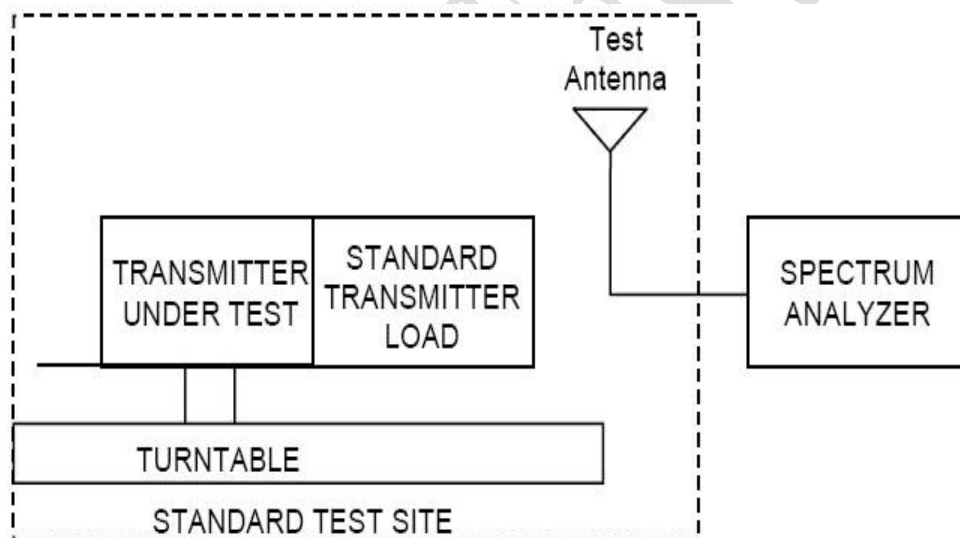 Test
Antenna
TRANSMITTER
UNDER TEST
STANDARD
TRANSMITTER
LOAD
SPECTRUM
ANALYZER
TURNTABLE
STANDARD TEST SITE